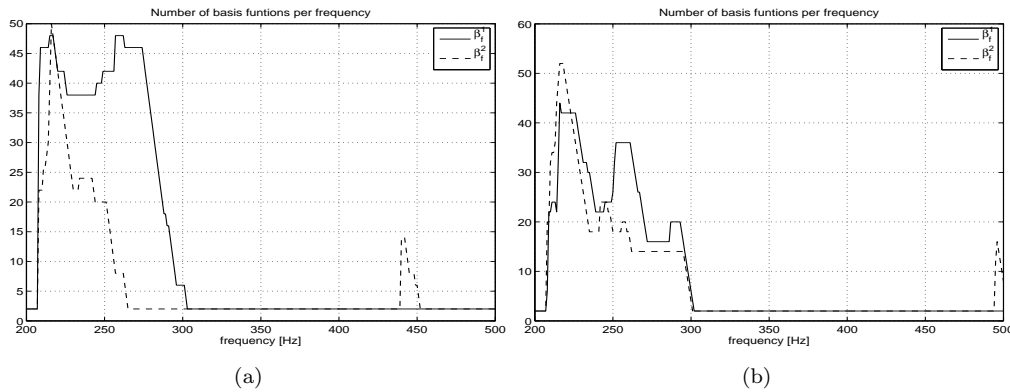 Number of basis funtions per frequency
50
45
40
35
30
25
20
15
10
5
0
200 250 300 350 400 450 500
frequency [Hz]
β_f^1
β_f^2
(a)
Number of basis funtions per frequency
60
50
40
30
20
10
0
200 250 300 350 400 450 500
frequency [Hz]
β_f^1
β_f^2
(b)